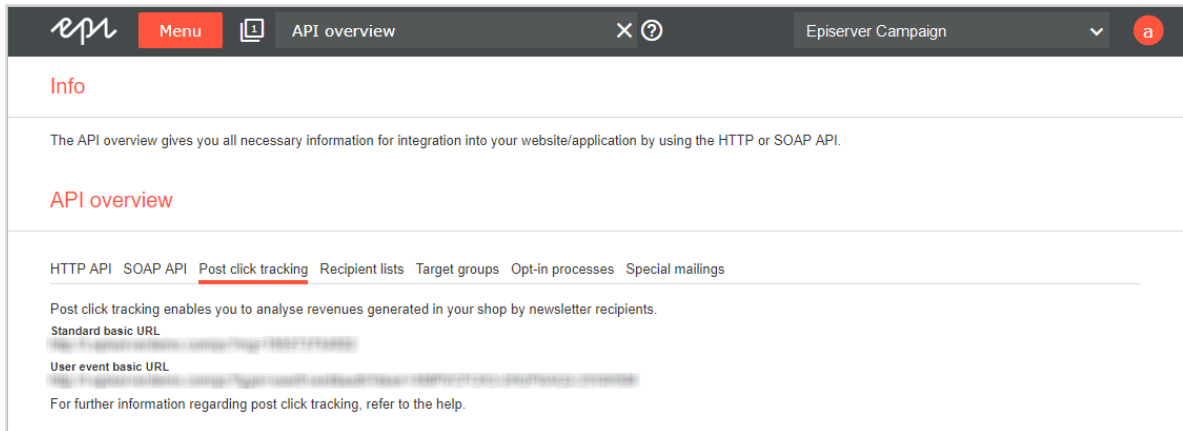 epi Menu 1 API overview Episerver Campaign a
Info
The API overview gives you all necessary information for integration into your website/application by using the HTTP or SOAP API.
API overview
HTTP API SOAP API Post click tracking Recipient lists Target groups Opt-in processes Special mailings
Post click tracking enables you to analyse revenues generated in your shop by newsletter recipients.
Standard basic URL
User event basic URL
For further information regarding post click tracking, refer to the help.